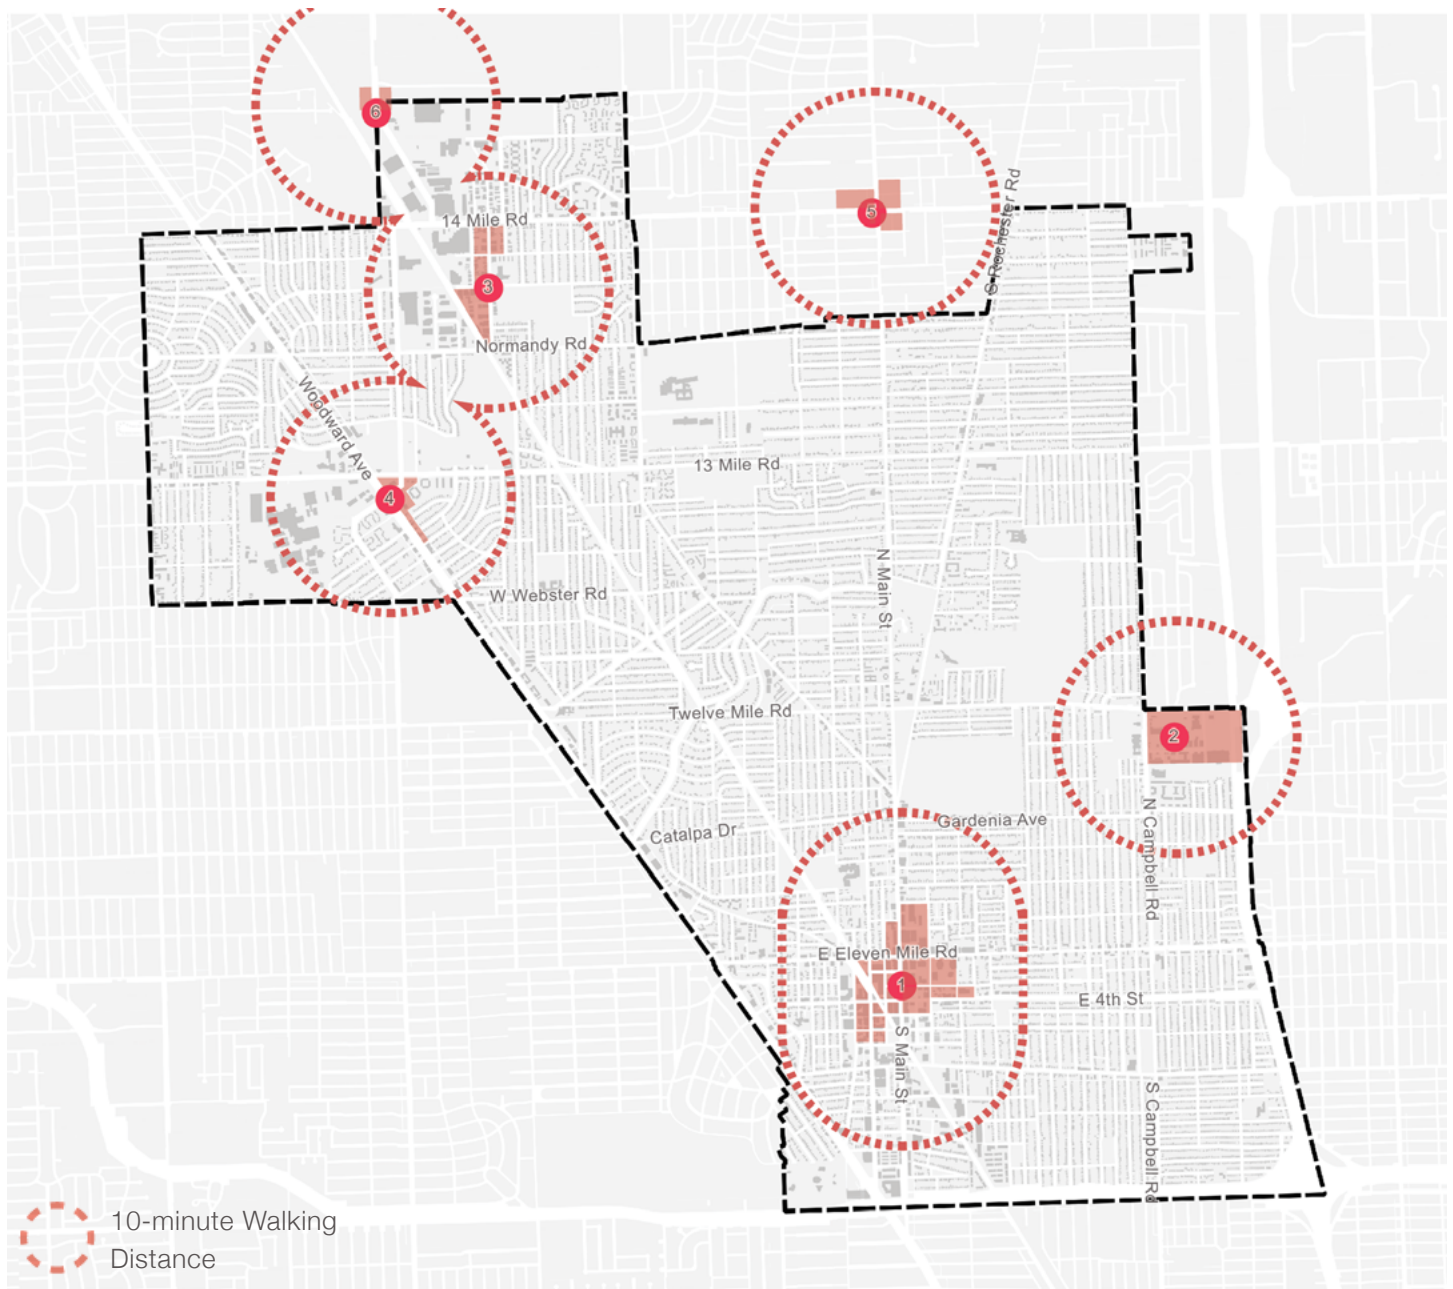 6
5
S Rochester Rd
14 Mile Rd
3
Normandy Rd
Woodward Ave
13 Mile Rd
4
N Main St
W Webster Rd
Twelve Mile Rd
2
N Campbell Rd
Gardenia Ave
Catalpa Dr
E Eleven Mile Rd
1
E 4th St
S Main St
S Campbell Rd
10-minute Walking
Distance